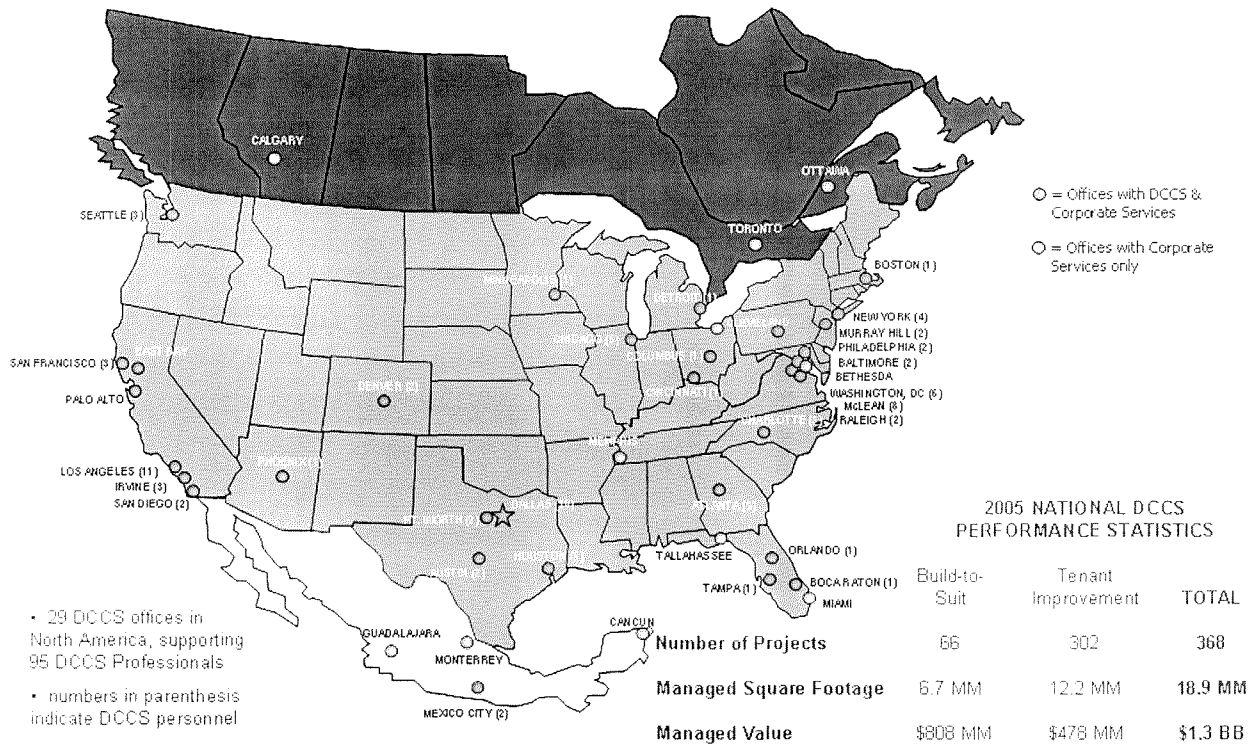 CALGARY
OTTAWA
TORONTO
SEATTLE (3)
= Offices with DCCS &
Corporate Services
= Offices with Corporate
Services only
BOSTON (1)
DETROIT (1)
NEW YORK (4)
MURRAY HILL (2)
PHILADELPHIA (2)
BALTIMORE (2)
BETHESDA
WASHINGTON, DC (6)
McLEAN (8)
RALEIGH (2)
SAN FRANCISCO (3)
PALO ALTO
DENVER (2)
LOS ANGELES (11)
IRVINE (3)
SAN DIEGO (2)
MEMPHIS
TALLAHASSEE
ORLANDO (1)
TAMPA (1)
BOCA RATON (1)
MIAMI
CANCUN
GUADALAJARA
MONTERREY
MEXICO CITY (2)
• 29 DCCS offices in
North America, supporting
95 DCCS Professionals
• numbers in parenthesis
indicate DCCS personnel
2005 NATIONAL DCCS
PERFORMANCE STATISTICS
Build-to-
Suit
Tenant
Improvement
TOTAL
Number of Projects 66 302 368
Managed Square Footage 6.7 MM 12.2 MM 18.9 MM
Managed Value $808 MM $478 MM $1.3 BB